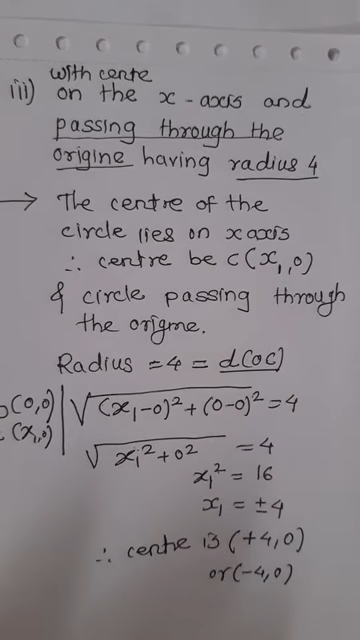 with cente
iii) on the x-axis and
passing through the
origine having radius 4
→ The centre of the
circle lies on x axis
∴ centre be C(x₁,0)
& circle passing through
the origine.
Radius = 4 = d(OC)
O(0,0) | √(x₁-0)²+(0-0)² = 4
C(x₁,0)
√x₁²+0² = 4
x₁² = 16
x₁ = ±4
∴ centre is (+4,0)
or (-4,0)